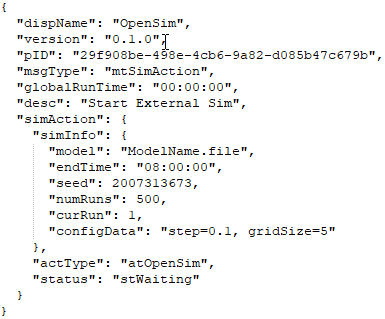 {
"dispName": "OpenSim",
"version": "0.1.0",
"pID": "29f908be-498e-4cb6-9a82-d085b47c679b",
"msgType": "mtSimAction",
"globalRunTime": "00:00:00",
"desc": "Start External Sim",
"simAction": {
"simInfo": {
"model": "ModelName.file",
"endTime": "08:00:00",
"seed": 2007313673,
"numRuns": 500,
"curRun": 1,
"configData": "step=0.1, gridSize=5"
},
"actType": "atOpenSim",
"status": "stWaiting"
}
}